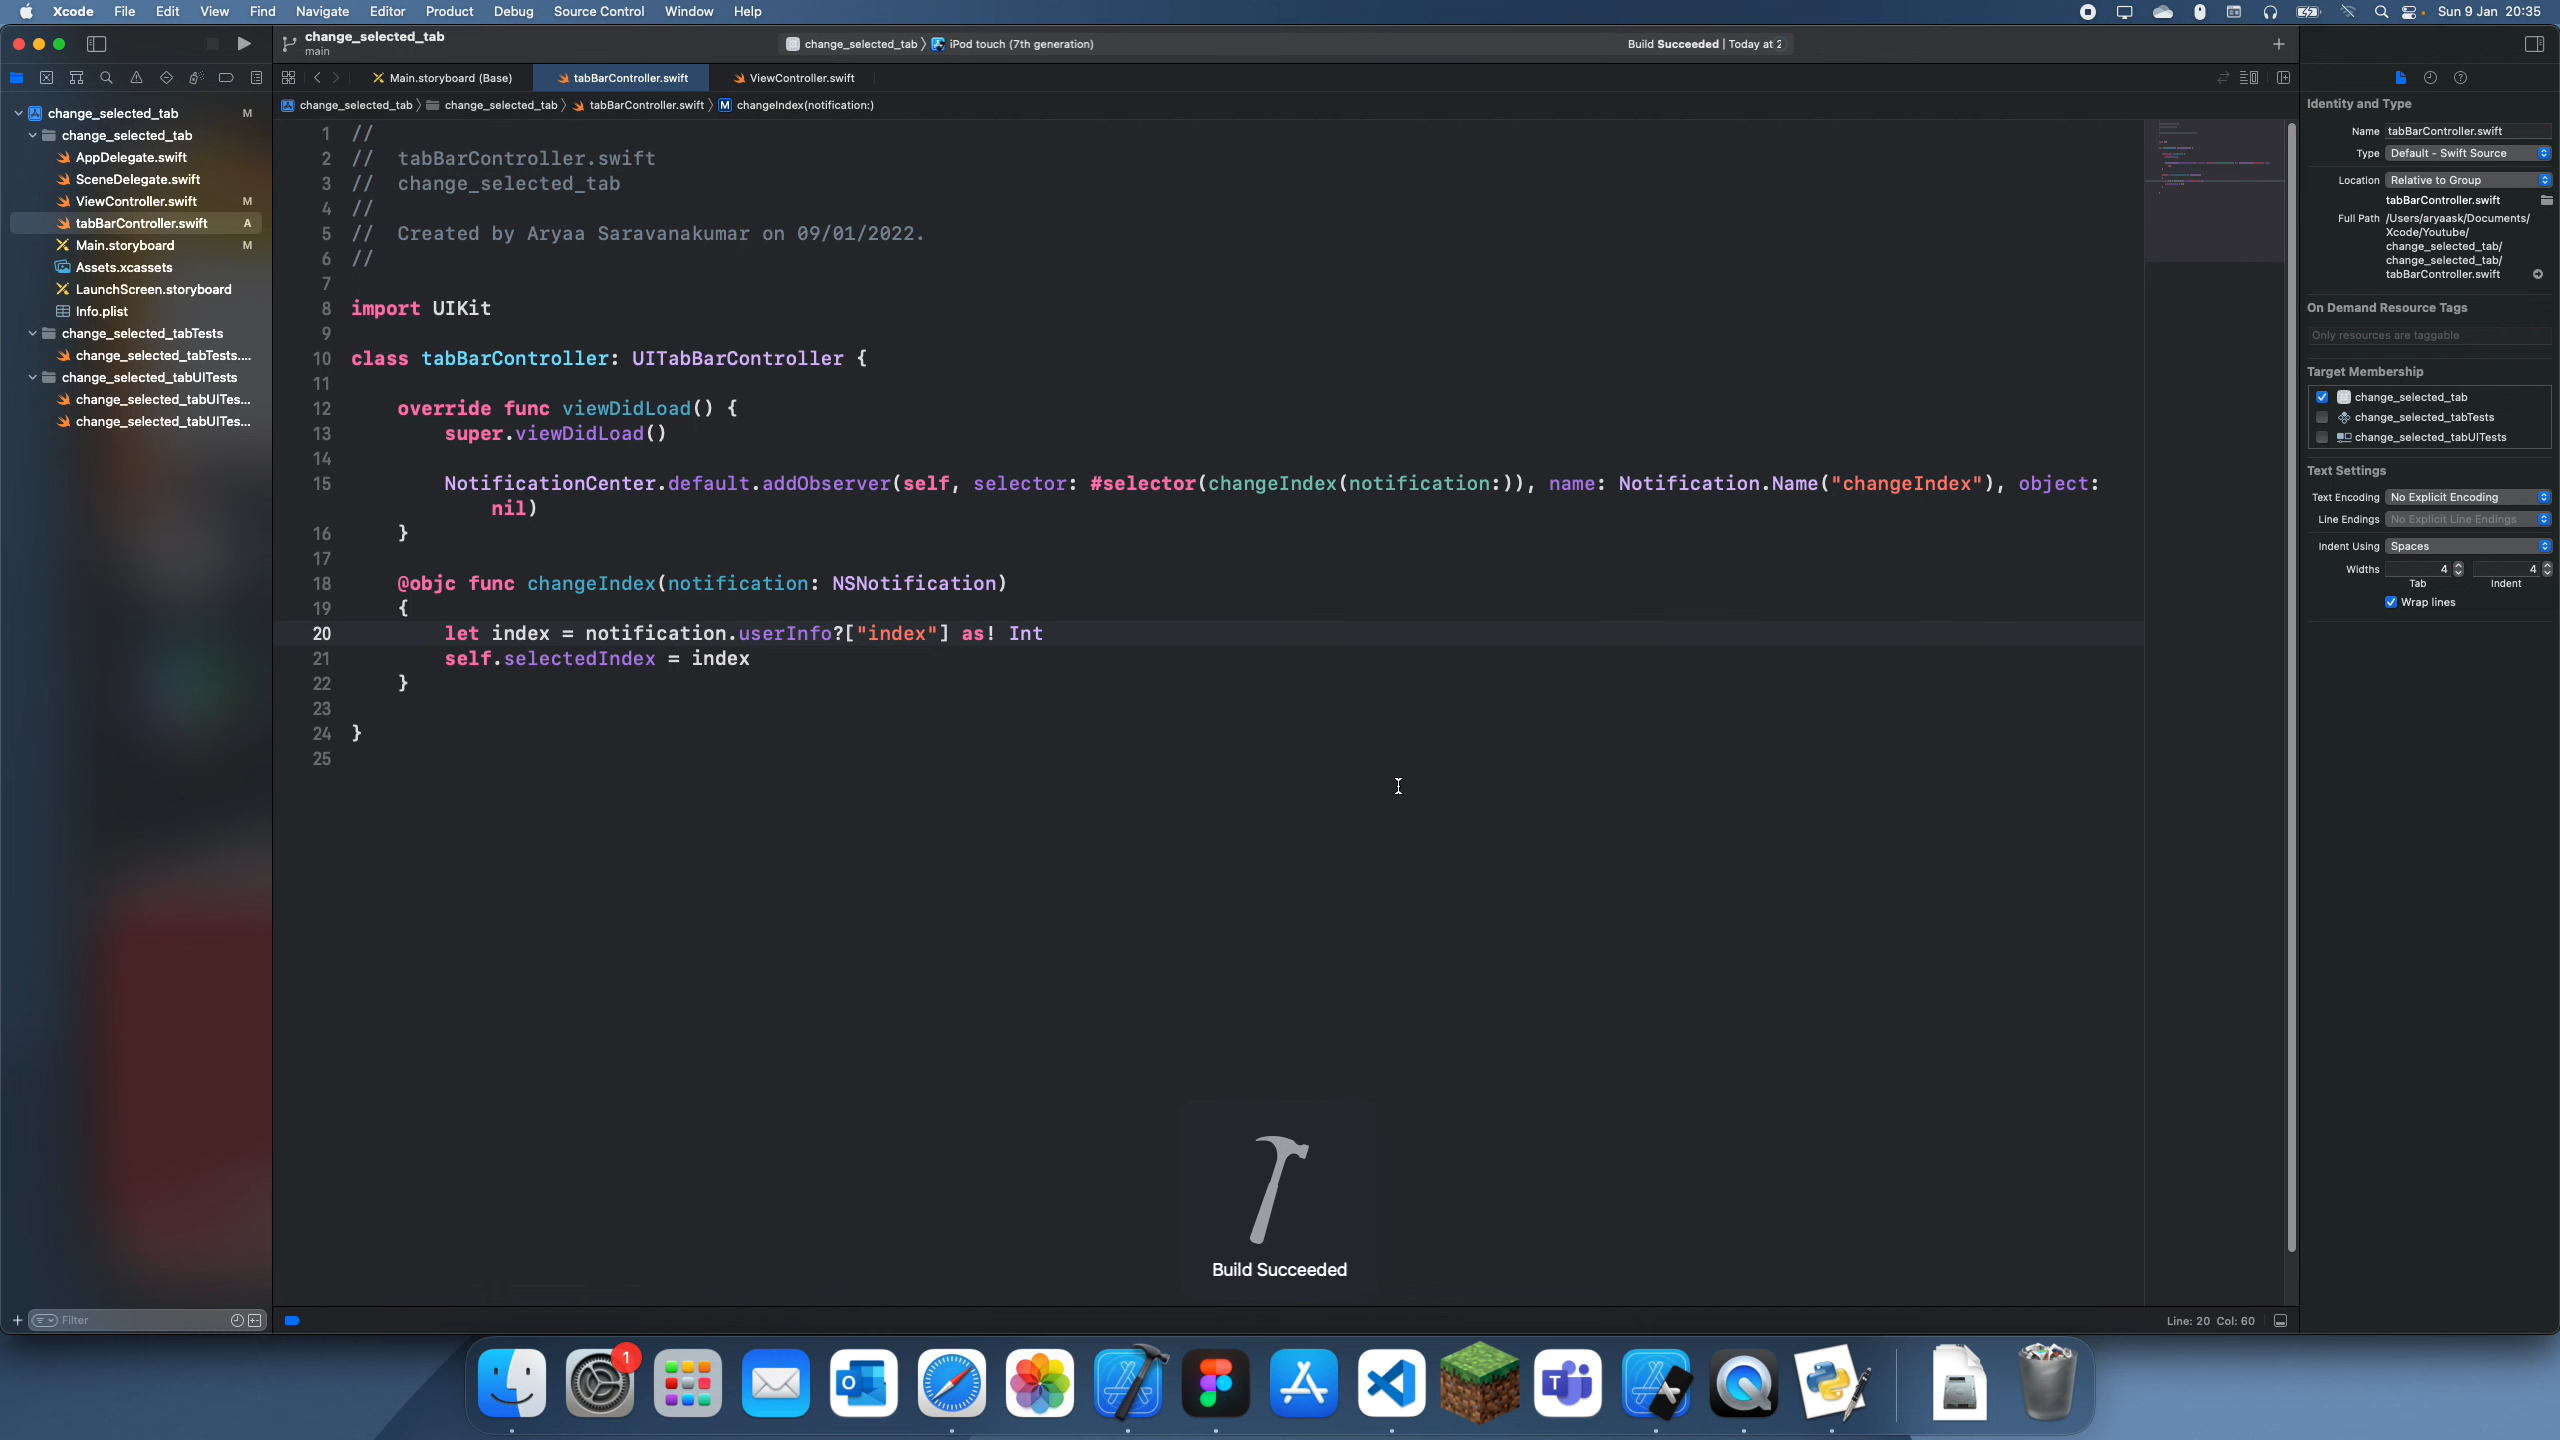 Xcode File Edit View Find Navigate Editor Product Debug Source Control Window Help
Sun 9 Jan 20:35
change_selected_tab
main
change_selected_tab iPod touch (7th generation)
Build Succeeded | Today at 2
Main.storyboard (Base) tabBarController.swift ViewController.swift
change_selected_tab change_selected_tab tabBarController.swift M changeIndex(notification:)
change_selected_tab M
change_selected_tab
AppDelegate.swift
SceneDelegate.swift
ViewController.swift M
tabBarController.swift A
Main.storyboard M
Assets.xcassets
LaunchScreen.storyboard
Info.plist
change_selected_tabTests
change_selected_tabTests....
change_selected_tabUITests
change_selected_tabUITes...
change_selected_tabUITes...
Filter
1 //
2 // tabBarController.swift
3 // change_selected_tab
4 //
5 // Created by Aryaa Saravanakumar on 09/01/2022.
6 //
7
8 import UIKit
9
10 class tabBarController: UITabBarController {
11
12 override func viewDidLoad() {
13 super.viewDidLoad()
14
15 NotificationCenter.default.addObserver(self, selector: #selector(changeIndex(notification:)), name: Notification.Name("changeIndex"), object:
nil)
16 }
17
18 @objc func changeIndex(notification: NSNotification)
19 {
20 let index = notification.userInfo?["index"] as! Int
21 self.selectedIndex = index
22 }
23
24 }
25
Build Succeeded
Line: 20 Col: 60
Identity and Type
Name tabBarController.swift
Type Default - Swift Source
Location Relative to Group
tabBarController.swift
Full Path /Users/aryaask/Documents/
Xcode/Youtube/
change_selected_tab/
change_selected_tab/
tabBarController.swift
On Demand Resource Tags
Only resources are taggable
Target Membership
change_selected_tab
change_selected_tabTests
change_selected_tabUITests
Text Settings
Text Encoding No Explicit Encoding
Line Endings No Explicit Line Endings
Indent Using Spaces
Widths 4 4
Tab Indent
Wrap lines
1